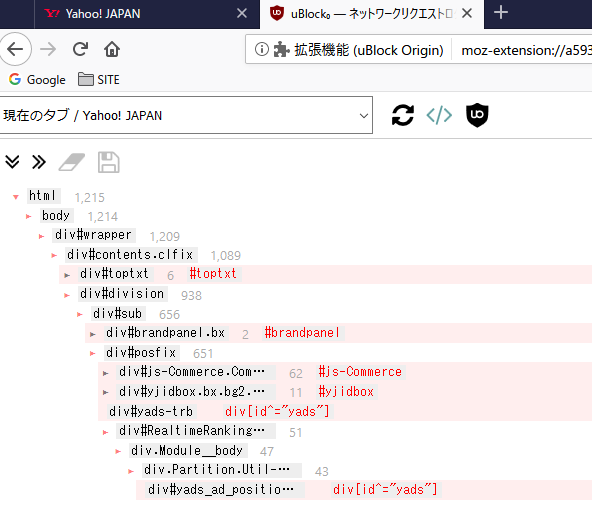 Yahoo! JAPAN
uBlock₀ — ネットワークリクエストロ
Google
SITE
拡張機能 (uBlock Origin)
moz-extension://a593
現在のタブ / Yahoo! JAPAN
html 1,215
body 1,214
div#wrapper 1,209
div#contents.clfix 1,089
div#toptxt 6 #toptxt
div#division 938
div#sub 656
div#brandpanel.bx 2 #brandpanel
div#posfix 651
div#js-Commerce.Com… 62 #js-Commerce
div#yjidbox.bx.bg2.… 11 #yjidbox
div#yads-trb div[id^="yads"]
div#RealtimeRanking… 51
div.Module__body 47
div.Partition.Util-… 43
div#yads_ad_positio… div[id^="yads"]